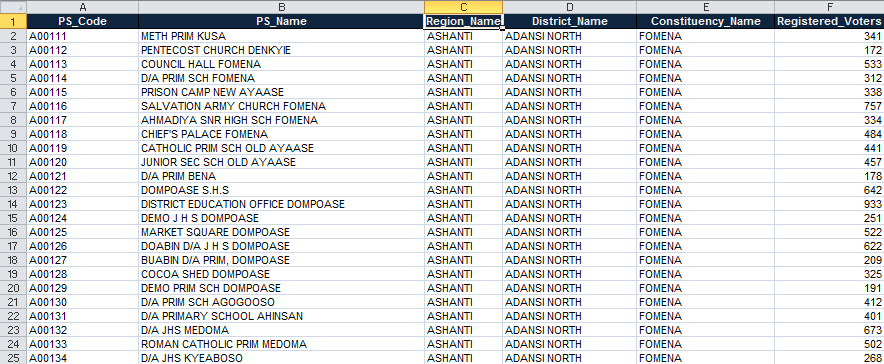 A B C D E F
1 PS_Code PS_Name Region_Name District_Name Constituency_Name Registered_Voters
2 A00111 METH PRIM KUSA ASHANTI ADANSI NORTH FOMENA 341
3 A00112 PENTECOST CHURCH DENKYIE ASHANTI ADANSI NORTH FOMENA 172
4 A00113 COUNCIL HALL FOMENA ASHANTI ADANSI NORTH FOMENA 533
5 A00114 D/A PRIM SCH FOMENA ASHANTI ADANSI NORTH FOMENA 312
6 A00115 PRISON CAMP NEW AYAASE ASHANTI ADANSI NORTH FOMENA 338
7 A00116 SALVATION ARMY CHURCH FOMENA ASHANTI ADANSI NORTH FOMENA 757
8 A00117 AHMADIYA SNR HIGH SCH FOMENA ASHANTI ADANSI NORTH FOMENA 334
9 A00118 CHIEF'S PALACE FOMENA ASHANTI ADANSI NORTH FOMENA 484
10 A00119 CATHOLIC PRIM SCH OLD AYAASE ASHANTI ADANSI NORTH FOMENA 441
11 A00120 JUNIOR SEC SCH OLD AYAASE ASHANTI ADANSI NORTH FOMENA 457
12 A00121 D/A PRIM BENA ASHANTI ADANSI NORTH FOMENA 178
13 A00122 DOMPOASE S.H.S ASHANTI ADANSI NORTH FOMENA 642
14 A00123 DISTRICT EDUCATION OFFICE DOMPOASE ASHANTI ADANSI NORTH FOMENA 933
15 A00124 DEMO J H S DOMPOASE ASHANTI ADANSI NORTH FOMENA 251
16 A00125 MARKET SQUARE DOMPOASE ASHANTI ADANSI NORTH FOMENA 522
17 A00126 DOABIN D/A J H S DOMPOASE ASHANTI ADANSI NORTH FOMENA 622
18 A00127 BUABIN D/A PRIM, DOMPOASE ASHANTI ADANSI NORTH FOMENA 209
19 A00128 COCOA SHED DOMPOASE ASHANTI ADANSI NORTH FOMENA 325
20 A00129 DEMO PRIM SCH DOMPOASE ASHANTI ADANSI NORTH FOMENA 191
21 A00130 D/A PRIM SCH AGOGOOSO ASHANTI ADANSI NORTH FOMENA 412
22 A00131 D/A PRIMARY SCHOOL AHINSAN ASHANTI ADANSI NORTH FOMENA 401
23 A00132 D/A JHS MEDOMA ASHANTI ADANSI NORTH FOMENA 673
24 A00133 ROMAN CATHOLIC PRIM MEDOMA ASHANTI ADANSI NORTH FOMENA 502
25 A00134 D/A JHS KYEABOSO ASHANTI ADANSI NORTH FOMENA 268